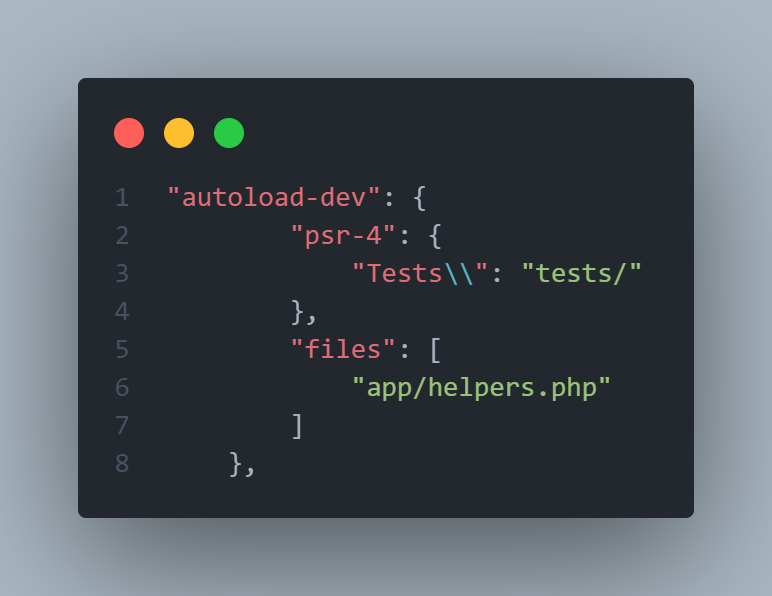 1 "autoload-dev": {
2 "psr-4": {
3 "Tests\\": "tests/"
4 },
5 "files": [
6 "app/helpers.php"
7 ]
8 },